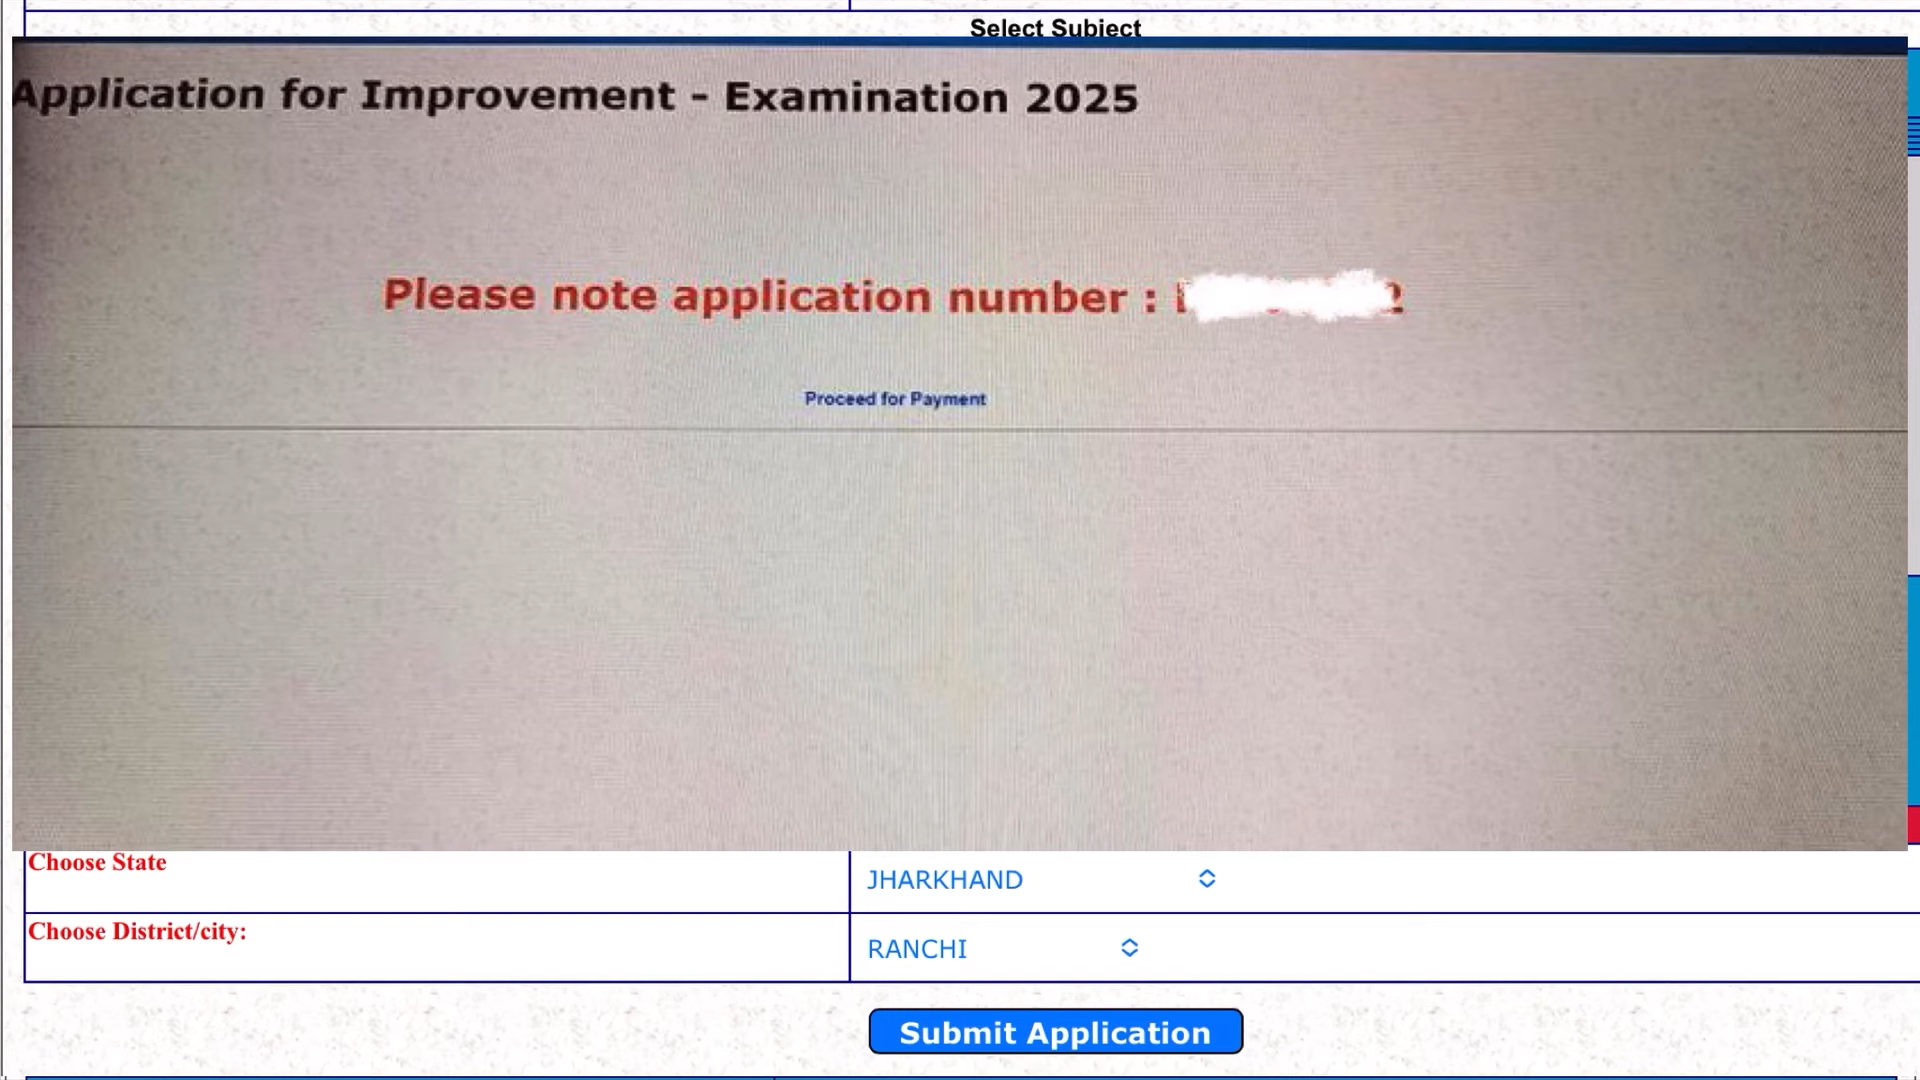 Select Subject
Application for Improvement - Examination 2025
Please note application number :
Proceed for Payment
Choose State
JHARKHAND
Choose District/city:
RANCHI
Submit Application